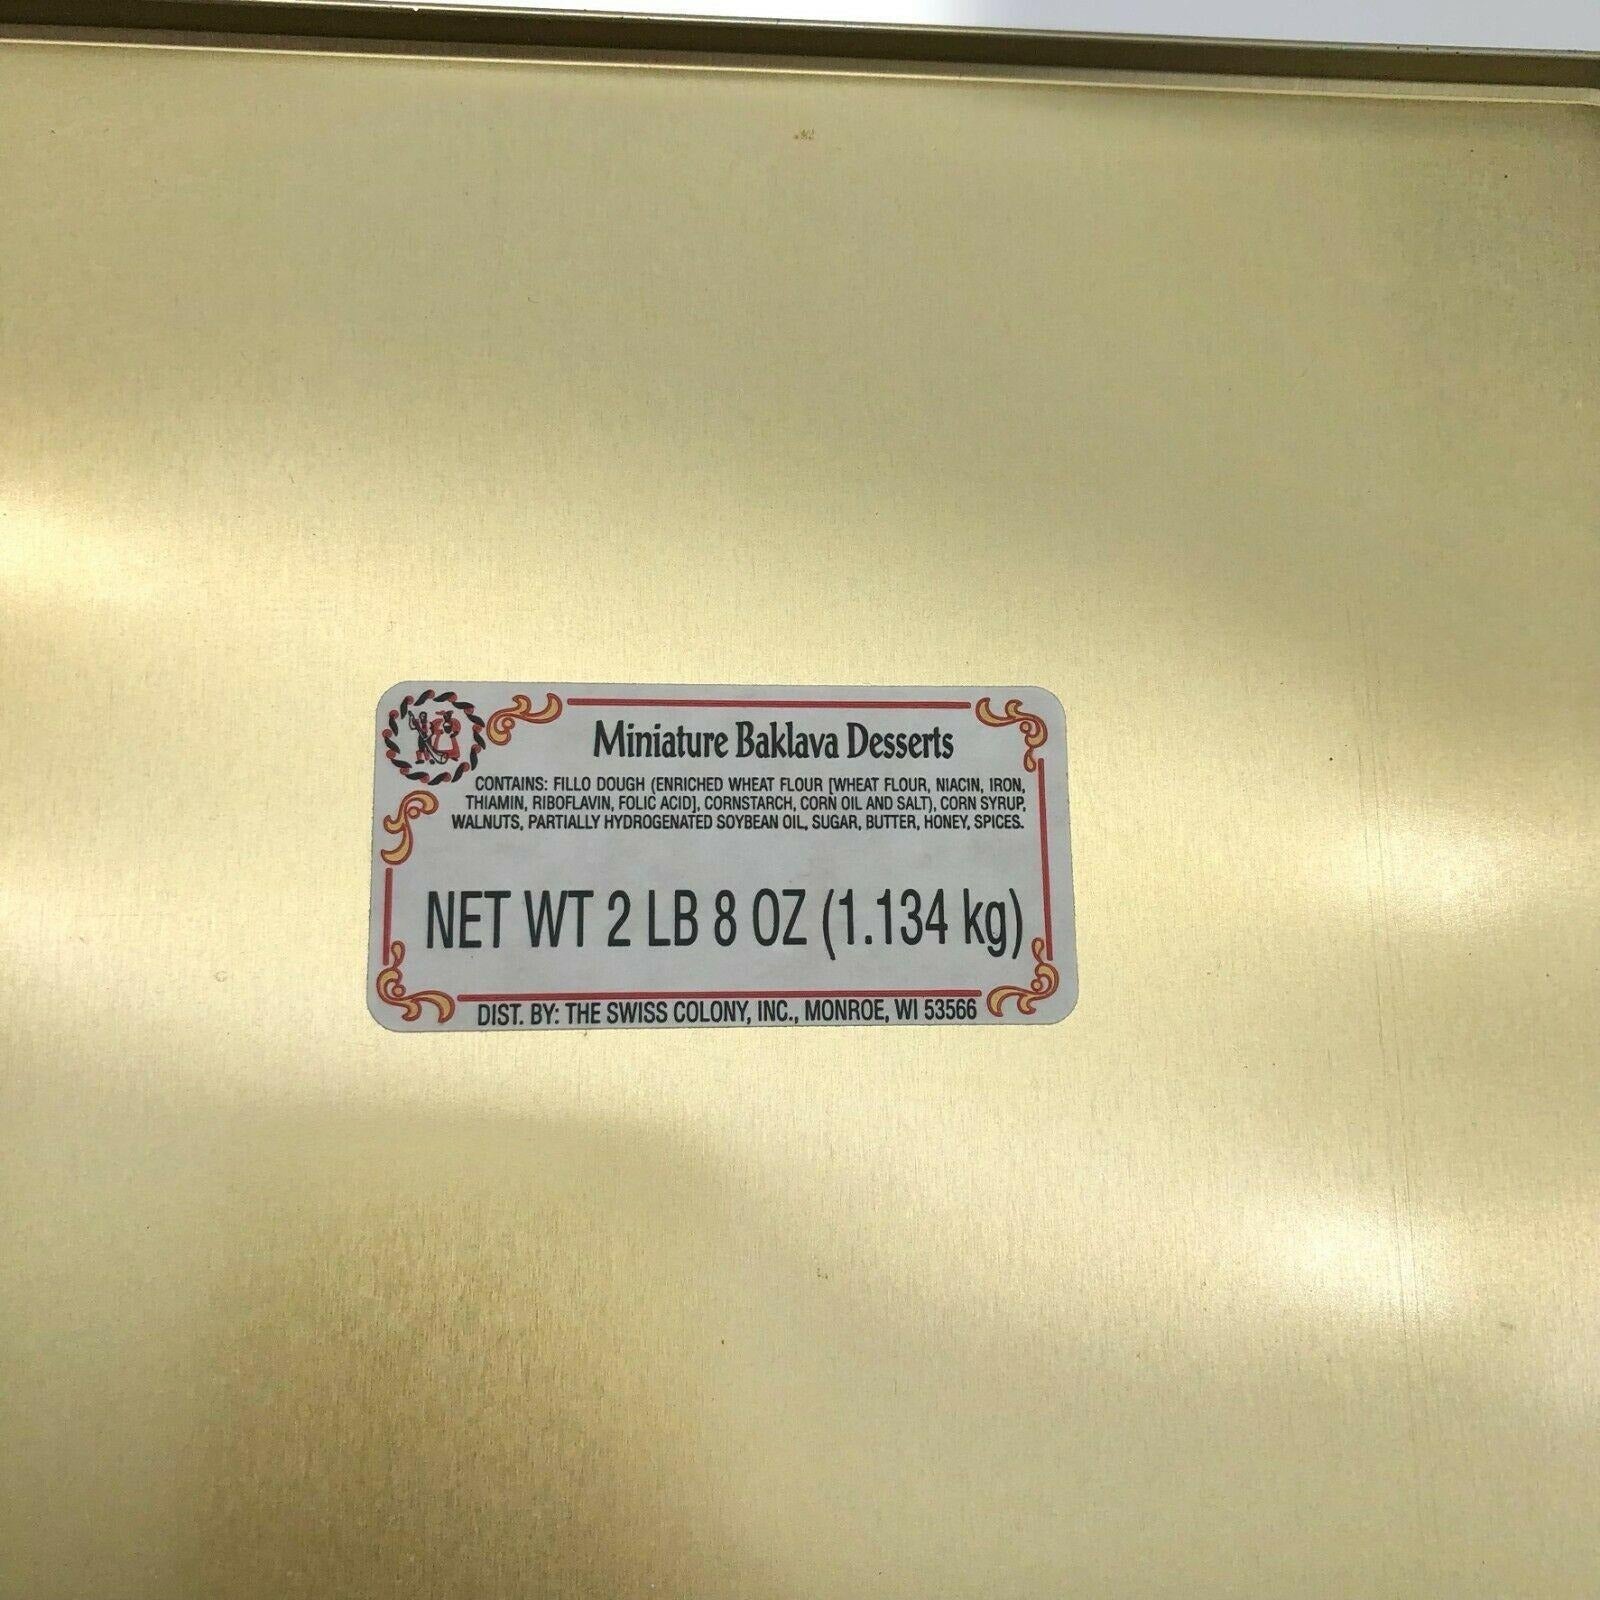 Miniature Baklava Desserts
CONTAINS: FILLO DOUGH (ENRICHED WHEAT FLOUR [WHEAT FLOUR, NIACIN, IRON,
THIAMIN, RIBOFLAVIN, FOLIC ACID], CORNSTARCH, CORN OIL AND SALT), CORN SYRUP,
WALNUTS, PARTIALLY HYDROGENATED SOYBEAN OIL, SUGAR, BUTTER, HONEY, SPICES.
NET WT 2 LB 8 OZ (1.134 kg)
DIST. BY: THE SWISS COLONY, INC., MONROE, WI 53566